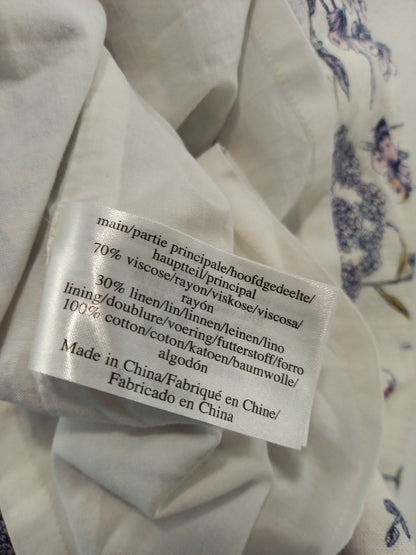 main/partie principale/hoofdgedeelte/
hauptteil/principal
70% viscose/rayon/viskose/viscosa/
rayón
30% linen/lin/linnen/leinen/lino
lining/doublure/voering/futterstoff/forro
100% cotton/coton/katoen/baumwolle/
algodón
Made in China/Fabriqué en Chine/
Fabricado en China